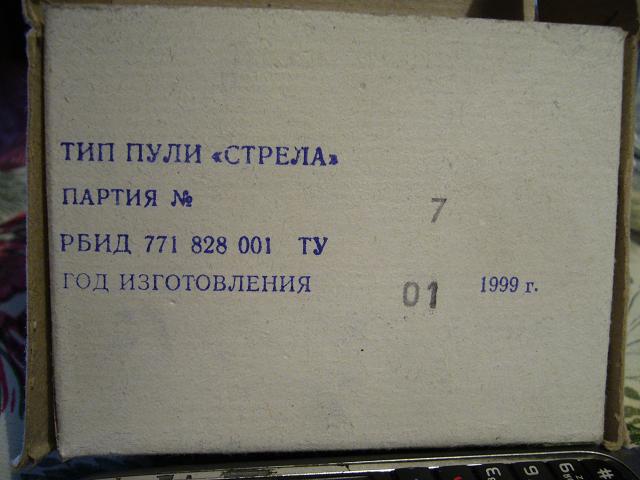 ТИП ПУЛИ «СТРЕЛА»
ПАРТИЯ № 7
РБИД 771 828 001 ТУ
ГОД ИЗГОТОВЛЕНИЯ 01 1999 г.